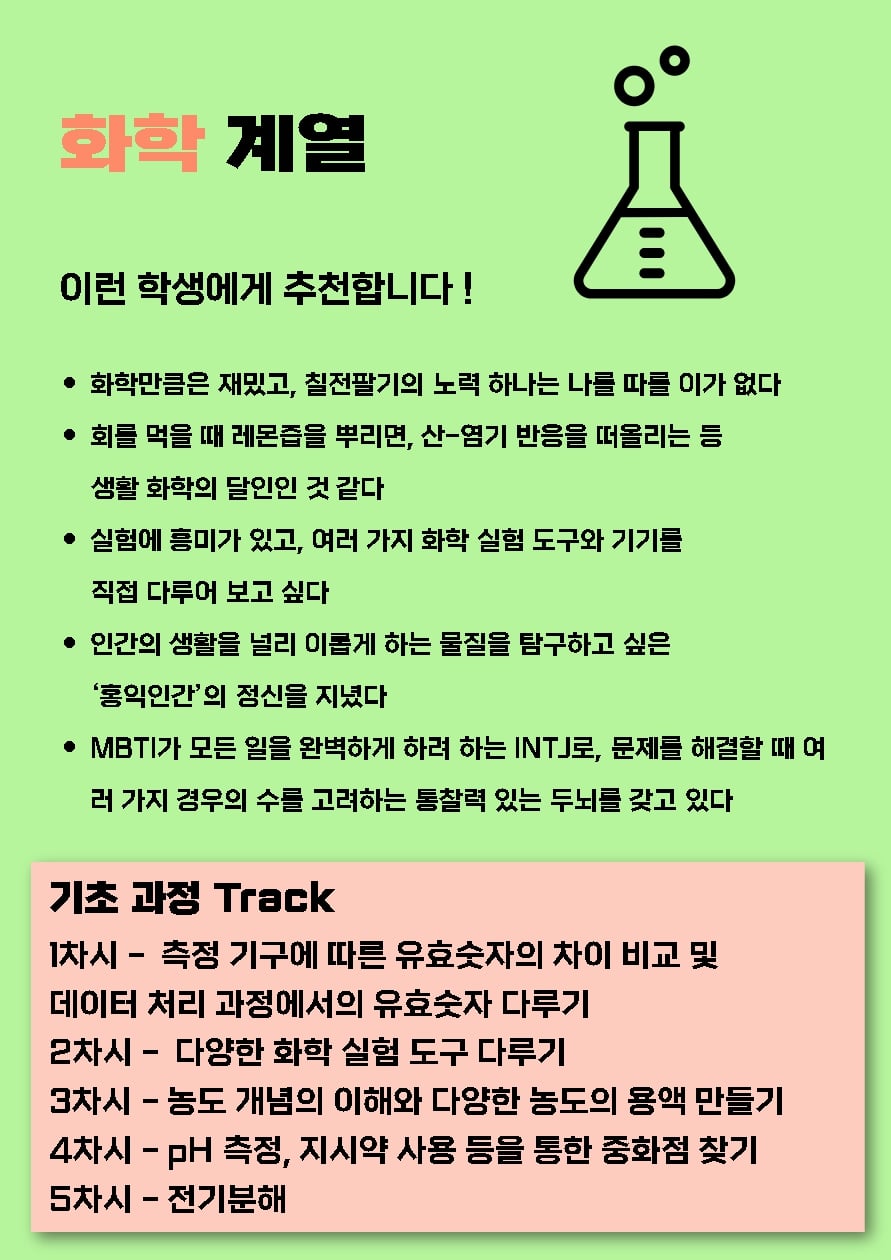 화학 계열
이런 학생에게 추천합니다 !
• 화학만큼은 재밌고, 칠전팔기의 노력 하나는 나를 따를 이가 없다
• 회를 먹을 때 레몬즙을 뿌리면, 산-염기 반응을 떠올리는 등
생활 화학의 달인인 것 같다
• 실험에 흥미가 있고, 여러 가지 화학 실험 도구와 기기를
직접 다루어 보고 싶다
• 인간의 생활을 널리 이롭게 하는 물질을 탐구하고 싶은
‘홍익인간’의 정신을 지녔다
• MBTI가 모든 일을 완벽하게 하려 하는 INTJ로, 문제를 해결할 때 여
러 가지 경우의 수를 고려하는 통찰력 있는 두뇌를 갖고 있다
기초 과정 Track
1차시 - 측정 기구에 따른 유효숫자의 차이 비교 및
데이터 처리 과정에서의 유효숫자 다루기
2차시 - 다양한 화학 실험 도구 다루기
3차시 - 농도 개념의 이해와 다양한 농도의 용액 만들기
4차시 - pH 측정, 지시약 사용 등을 통한 중화점 찾기
5차시 - 전기분해